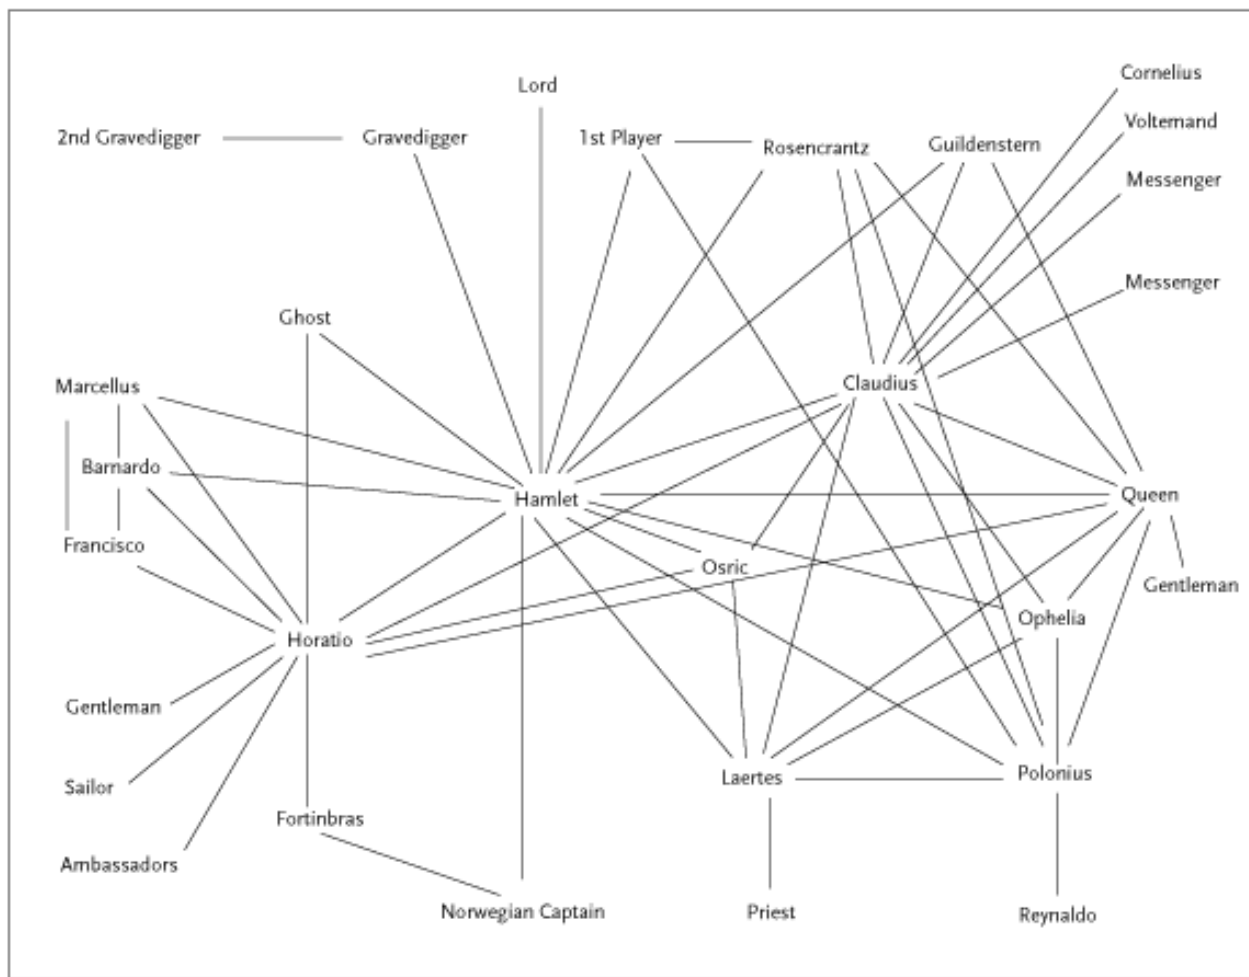 Cornelius
Lord
Voltemand
2nd Gravedigger
Gravedigger
1st Player
Rosencrantz
Guildenstern
Messenger
Messenger
Ghost
Marcellus
Claudius
Barnardo
Hamlet
Queen
Francisco
Osric
Gentleman
Ophelia
Horatio
Gentleman
Laertes
Polonius
Sailor
Fortinbras
Ambassadors
Norwegian Captain
Priest
Reynaldo